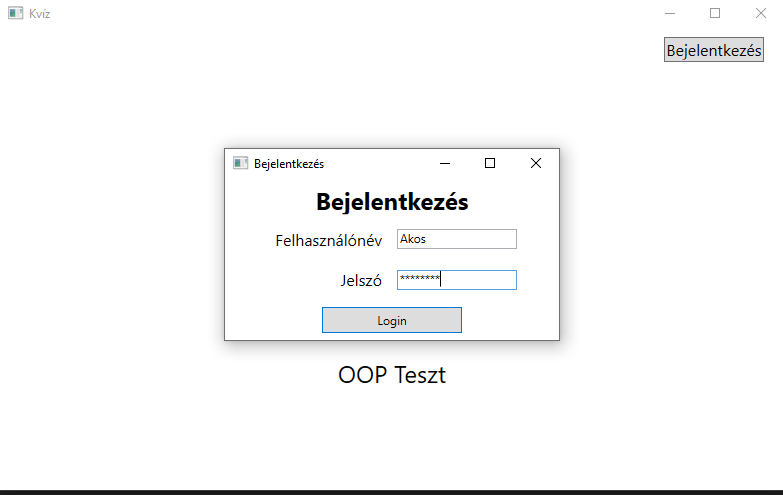 Kvíz
Bejelentkezés
Bejelentkezés
Bejelentkezés
Felhasználónév Akos
Jelszó ********
Login
OOP Teszt